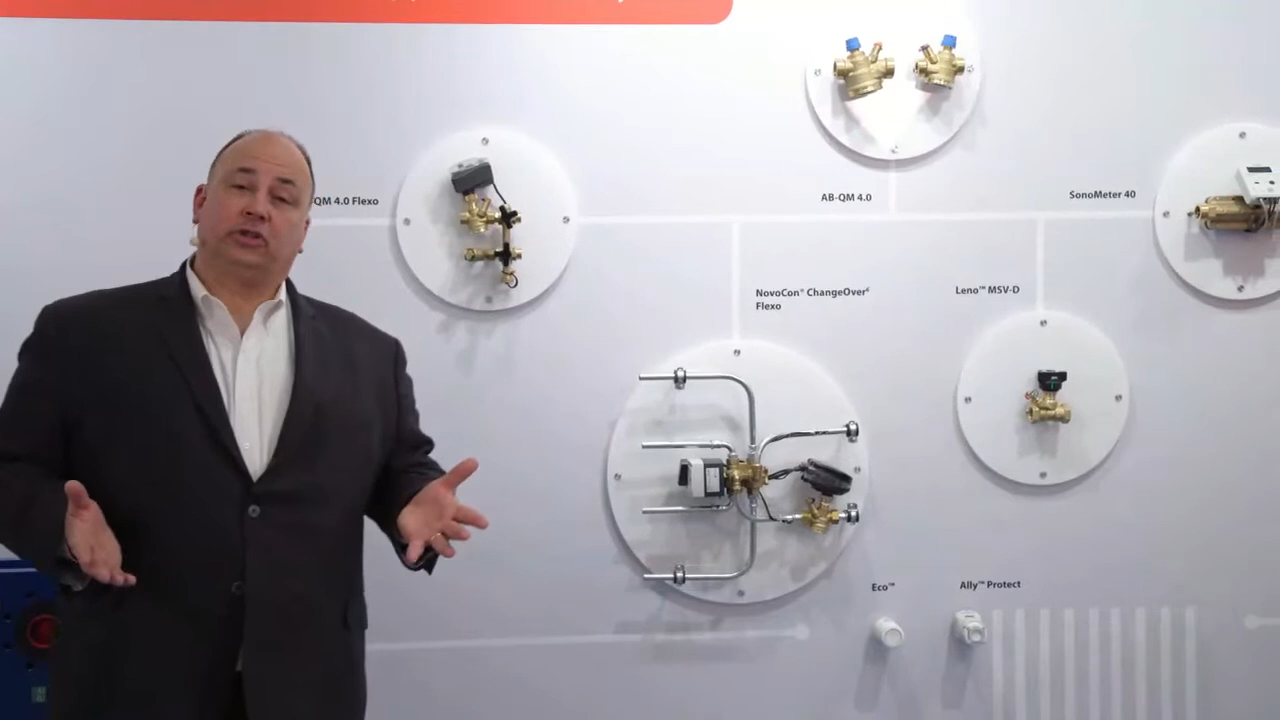 QM 4.0 Flexo
AB-QM 4.0
SonoMeter 40
NovoCon® ChangeOver⁶
Flexo
Leno™ MSV-D
Eco™
Ally™ Protect